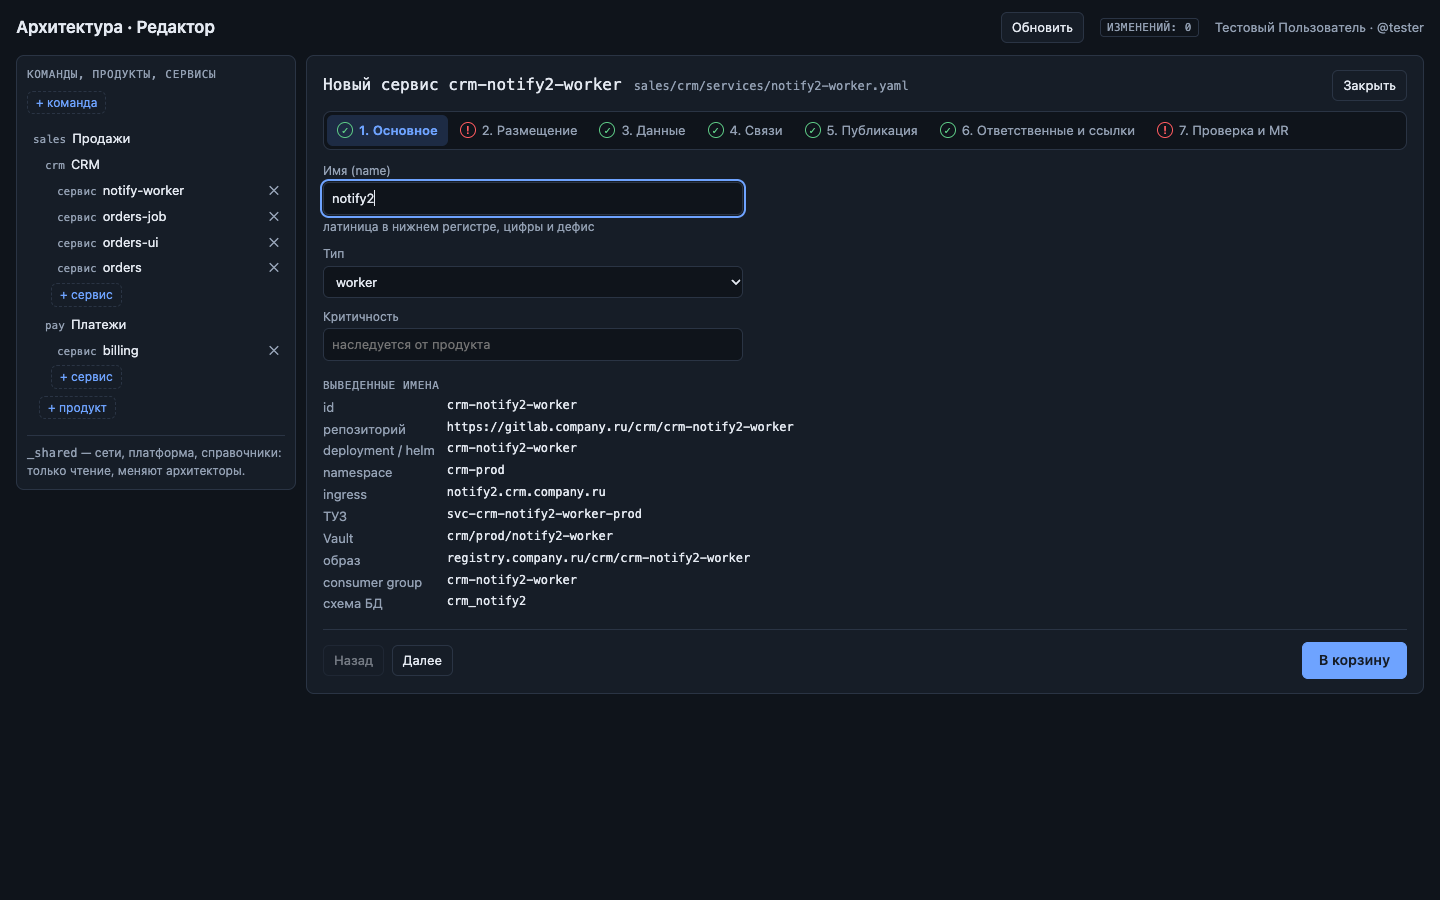 Архитектура · Редактор
Обновить
ИЗМЕНЕНИЙ: 0
Тестовый Пользователь · @tester
КОМАНДЫ, ПРОДУКТЫ, СЕРВИСЫ
+ команда
sales Продажи
crm CRM
сервис notify-worker ×
сервис orders-job ×
сервис orders-ui ×
сервис orders ×
+ сервис
pay Платежи
сервис billing ×
+ сервис
+ продукт
_shared — сети, платформа, справочники:
только чтение, меняют архитекторы.
Новый сервис crm-notify2-worker sales/crm/services/notify2-worker.yaml
Закрыть
✓ 1. Основное
! 2. Размещение
✓ 3. Данные
✓ 4. Связи
✓ 5. Публикация
✓ 6. Ответственные и ссылки
! 7. Проверка и MR
Имя (name)
notify2
латиница в нижнем регистре, цифры и дефис
Тип
worker
Критичность
наследуется от продукта
ВЫВЕДЕННЫЕ ИМЕНА
id crm-notify2-worker
репозиторий https://gitlab.company.ru/crm/crm-notify2-worker
deployment / helm crm-notify2-worker
namespace crm-prod
ingress notify2.crm.company.ru
ТУЗ svc-crm-notify2-worker-prod
Vault crm/prod/notify2-worker
образ registry.company.ru/crm/crm-notify2-worker
consumer group crm-notify2-worker
схема БД crm_notify2
Назад
Далее
В корзину